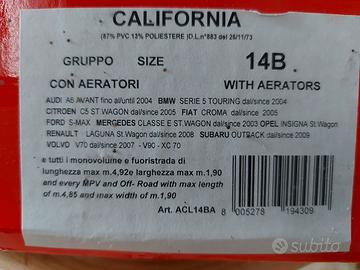 CALIFORNIA
(87% PVC 13% POLIESTERE )D.L.n°883 del 26/11/73
GRUPPO SIZE 14B
CON AERATORI WITH AERATORS
AUDI A6 AVANT fino al/until 2004 BMW SERIE 5 TOURING dal/since 2004
CITROEN C5 ST WAGON dal/since 2005 FIAT CROMA dal/since 2005
FORD S-MAX MERCEDES CLASSE E ST.WAGON dal/since 2003 OPEL INSIGNA St.Wagon
RENAULT LAGUNA St.Wagon dal/since 2008 SUBARU OUTBACK dal/since 2009
VOLVO V70 dal/since 2007 - V90 - XC 70
e tutti i monovolume e fuoristrada di
lunghezza max m.4,92e larghezza max m.1,90
and every MPV and Off- Road with max length
of m.4,85 and max width of m.1,90
Art. ACL14BA
8 005278 194309
subito